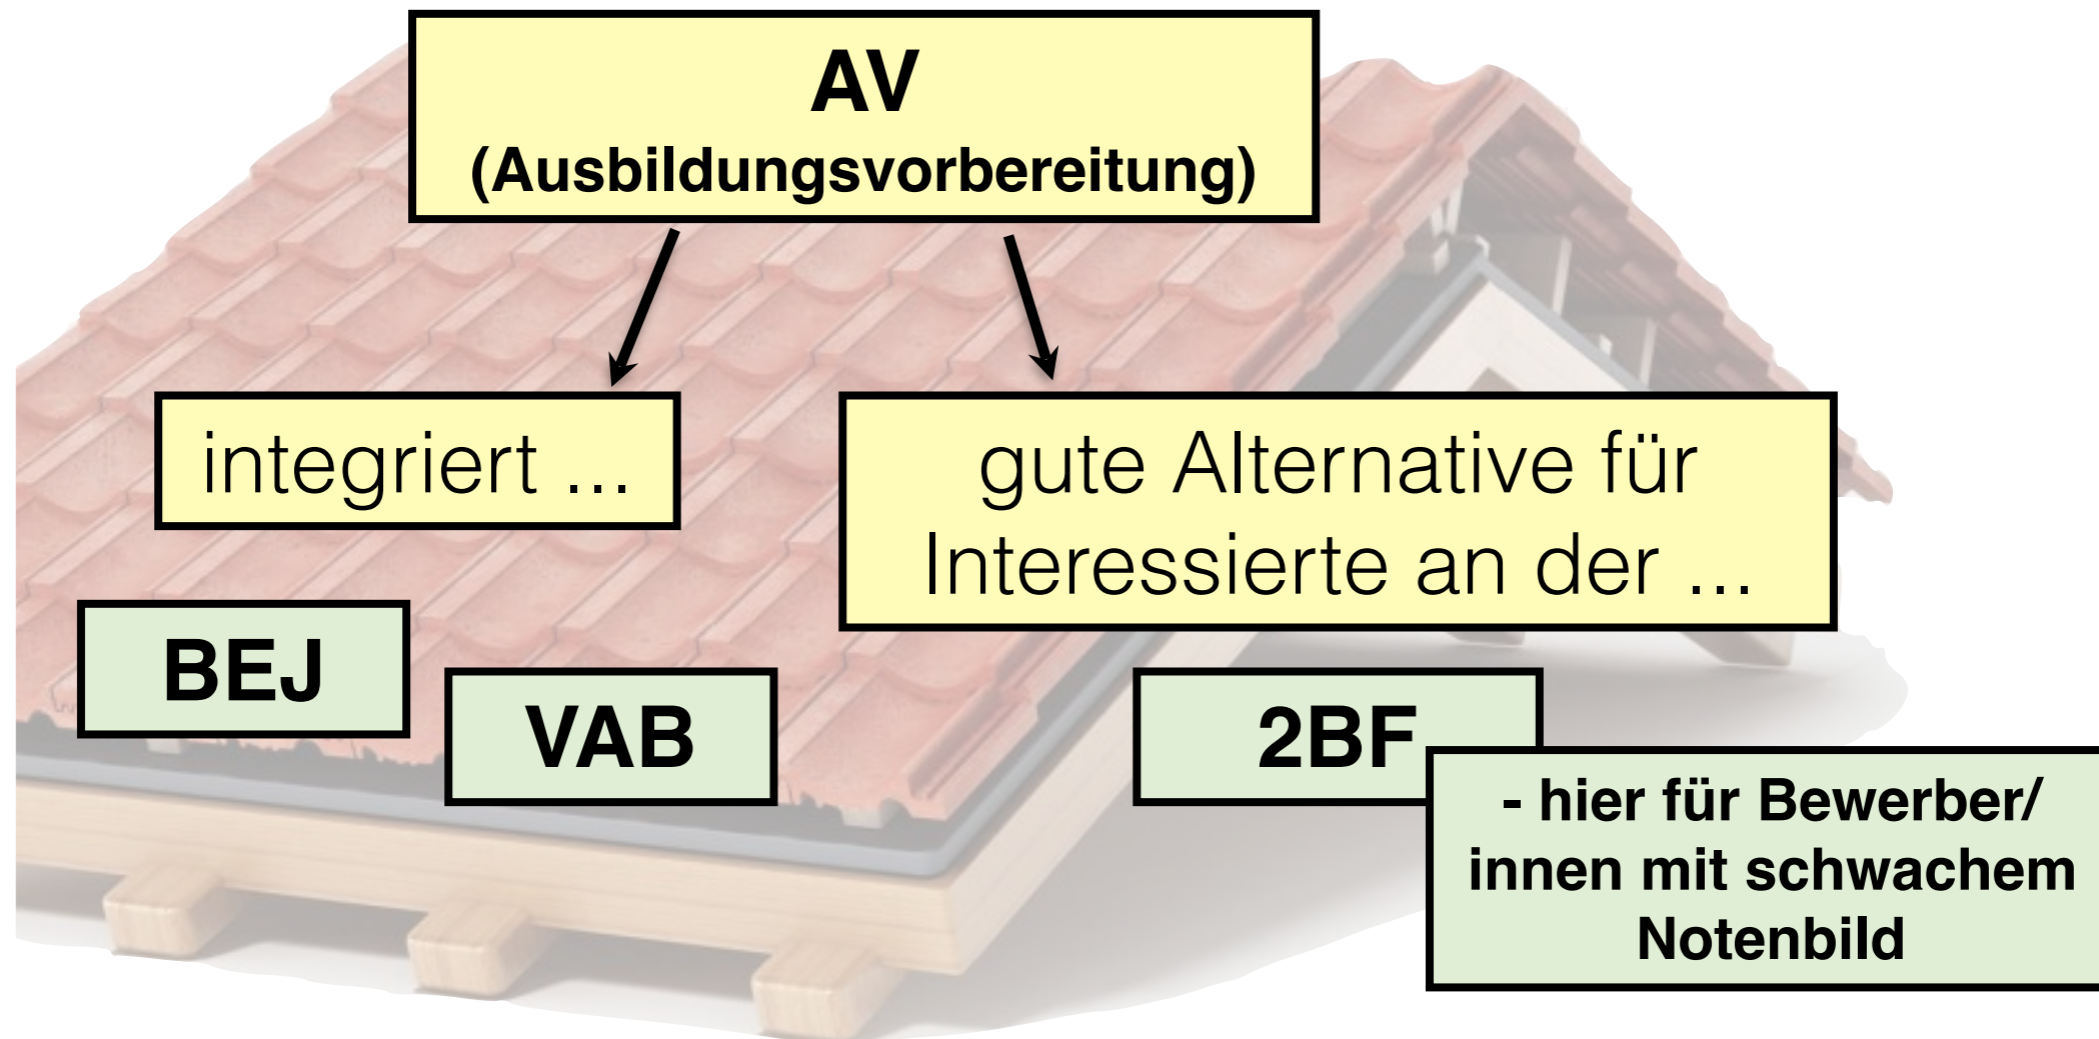 AV
(Ausbildungsvorbereitung)
integriert ...
gute Alternative für
Interessierte an der ...
BEJ
VAB
2BF
- hier für Bewerber/
innen mit schwachem
Notenbild